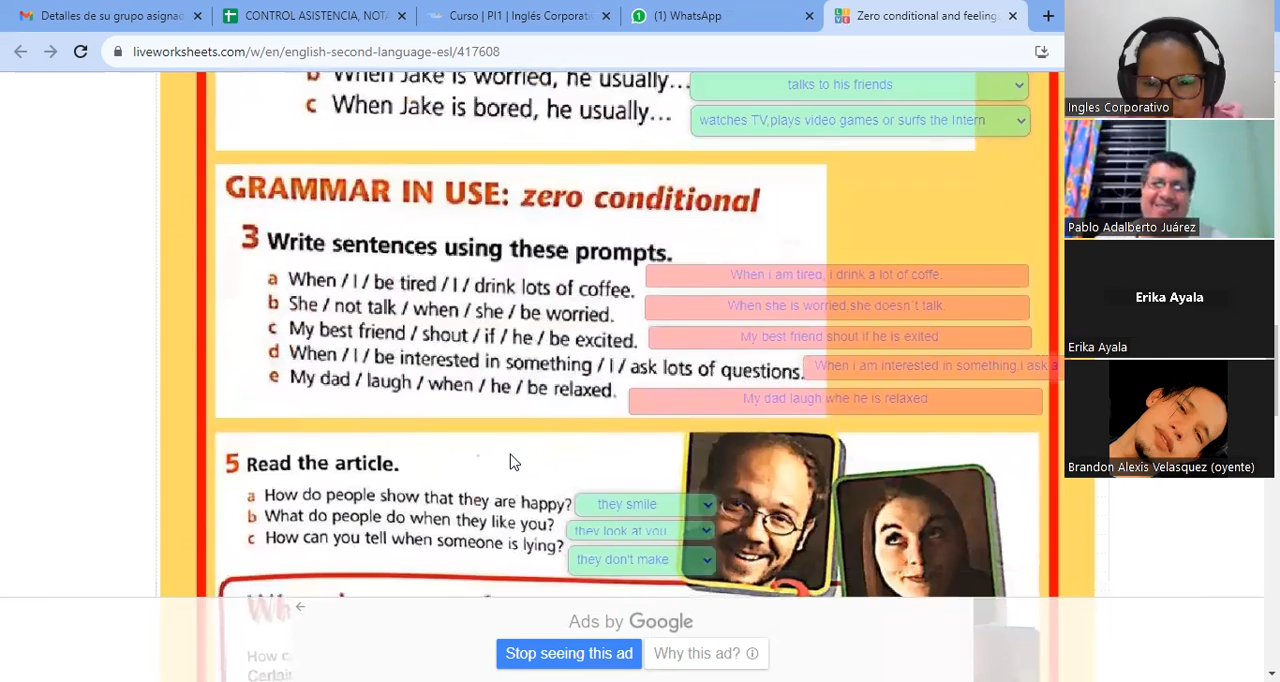 Detalles de su grupo asignac
CONTROL ASISTENCIA, NOTA
Curso | PI1 | Inglés Corporati
(1) WhatsApp
Zero conditional and feeling
liveworksheets.com/w/en/english-second-language-esl/417608
b When Jake is worried, he usually... talks to his friends
c When Jake is bored, he usually... watches TV,plays video games or surfs the Intern
GRAMMAR IN USE: zero conditional
3 Write sentences using these prompts.
a When / I / be tired / I / drink lots of coffee. When i am tired, i drink a lot of coffe.
b She / not talk / when / she / be worried. When she is worried,she doesn´t talk.
c My best friend / shout / if / he / be excited. My best friend shout if he is exited
d When / I / be interested in something / I / ask lots of questions. When i am interested in something,i ask a
e My dad / laugh / when / he / be relaxed. My dad laugh whe he is relaxed
5 Read the article.
a How do people show that they are happy? they smile
b What do people do when they like you? they look at you
c How can you tell when someone is lying? they don't make
Wh
How c
Certain
Ads by Google
Stop seeing this ad
Why this ad?
Ingles Corporativo
Pablo Adalberto Juárez
Erika Ayala
Erika Ayala
Brandon Alexis Velasquez (oyente)